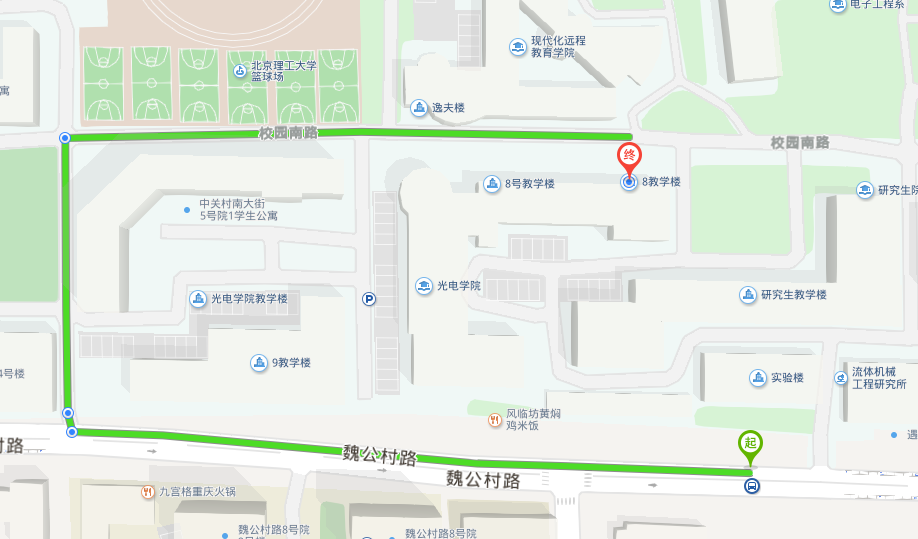 电子工程系
现代化远程
教育学院
北京理工大学
篮球场
寓
逸夫楼
校园南路
校园南路
终
8号教学楼
8教学楼
研究生院
中关村南大街
5号院1学生公寓
光电学院
研究生教学楼
光电学院教学楼
P
9教学楼
4号楼
实验楼
流体机械
工程研究所
风临坊黄焖
鸡米饭
遇
起
村路
魏公村路
魏公村路
九宫格重庆火锅
魏公村路8号院
魏公村路8号院